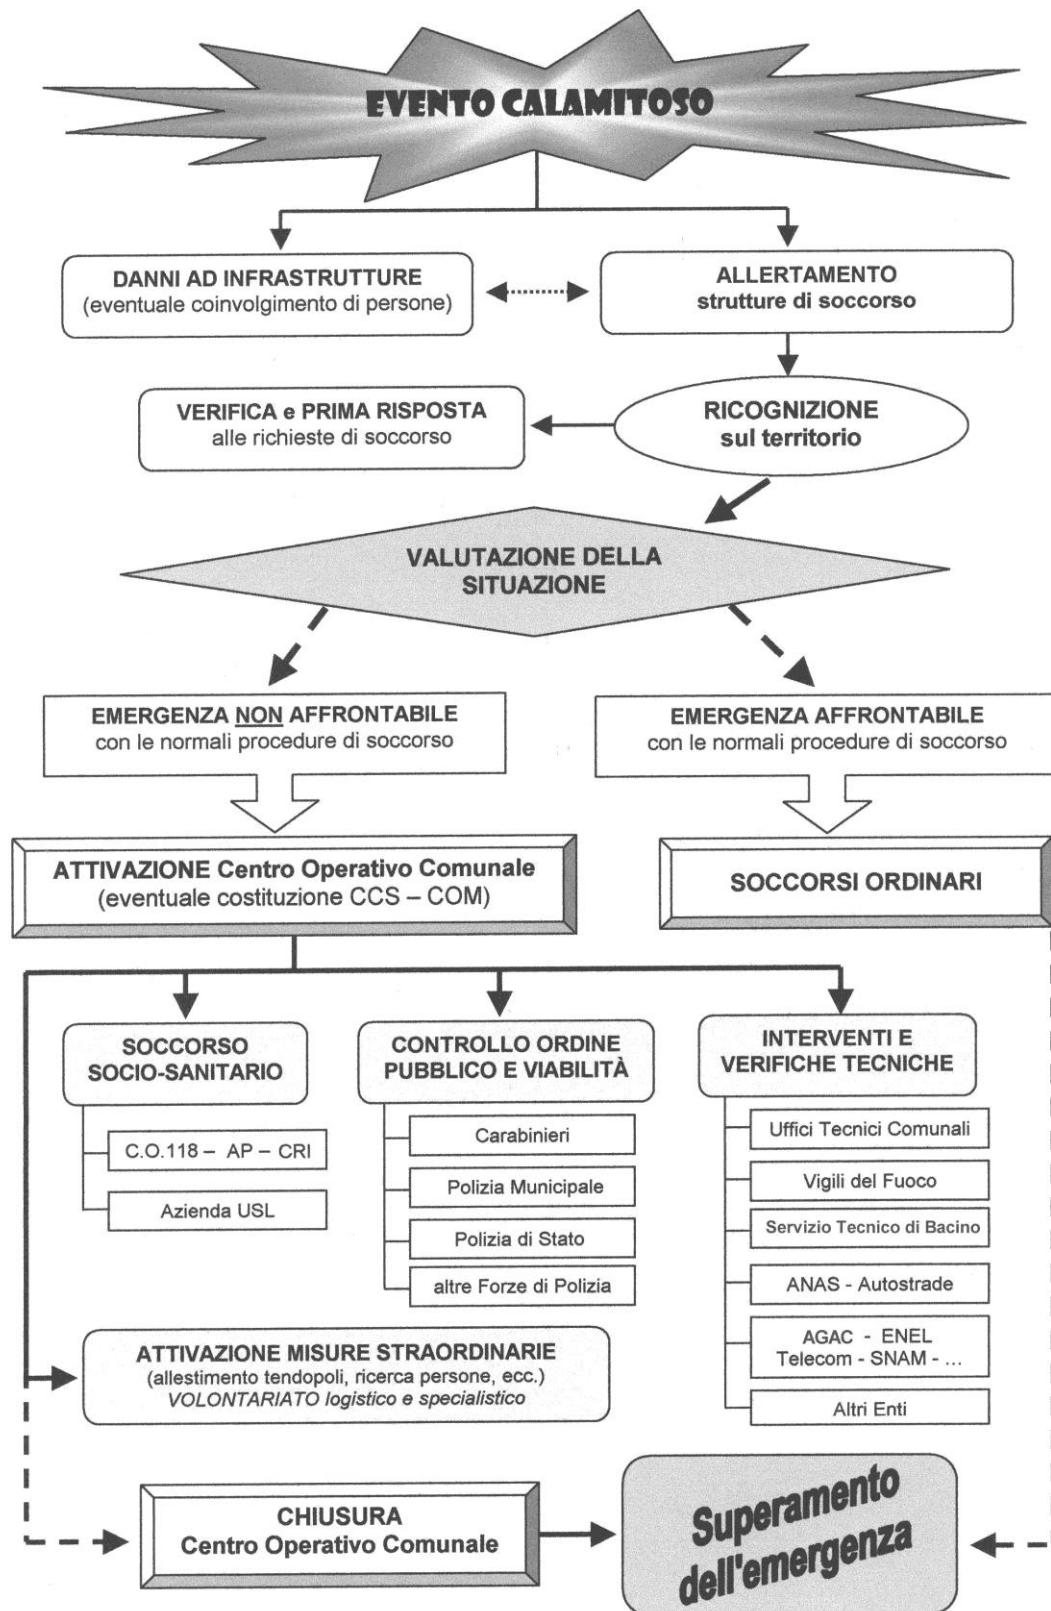 EVENTO CALAMITOSO
DANNI AD INFRASTRUTTURE
(eventuale coinvolgimento di persone)
ALLERTAMENTO
strutture di soccorso
VERIFICA e PRIMA RISPOSTA
alle richieste di soccorso
RICOGNIZIONE
sul territorio
VALUTAZIONE DELLA
SITUAZIONE
EMERGENZA NON AFFRONTABILE
con le normali procedure di soccorso
EMERGENZA AFFRONTABILE
con le normali procedure di soccorso
ATTIVAZIONE Centro Operativo Comunale
(eventuale costituzione CCS – COM)
SOCCORSI ORDINARI
SOCCORSO
SOCIO-SANITARIO
C.O.118 – AP – CRI
Azienda USL
CONTROLLO ORDINE
PUBBLICO E VIABILITÀ
Carabinieri
Polizia Municipale
Polizia di Stato
altre Forze di Polizia
INTERVENTI E
VERIFICHE TECNICHE
Uffici Tecnici Comunali
Vigili del Fuoco
Servizio Tecnico di Bacino
ANAS - Autostrade
AGAC - ENEL
Telecom - SNAM - ...
Altri Enti
ATTIVAZIONE MISURE STRAORDINARIE
(allestimento tendopoli, ricerca persone, ecc.)
VOLONTARIATO logistico e specialistico
CHIUSURA
Centro Operativo Comunale
Superamento
dell'emergenza